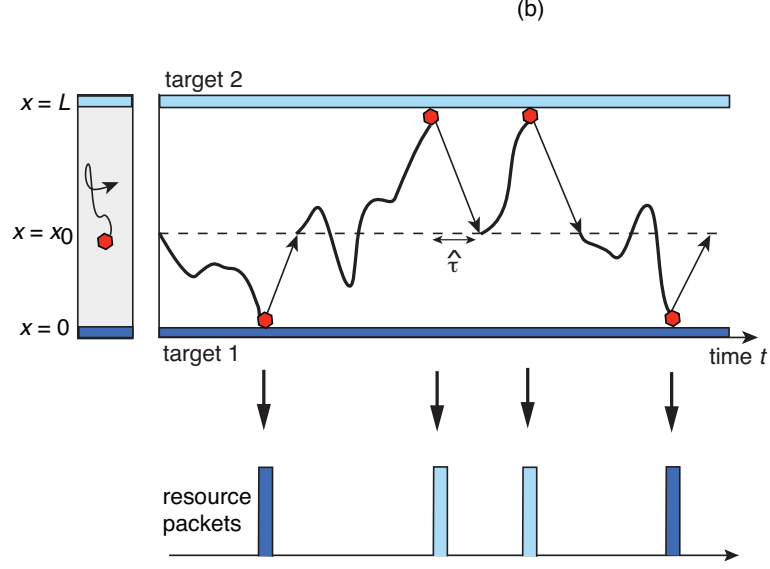 (b)
target 2
x = L
x = x0
τ̂
x = 0
target 1
time t
resource
packets